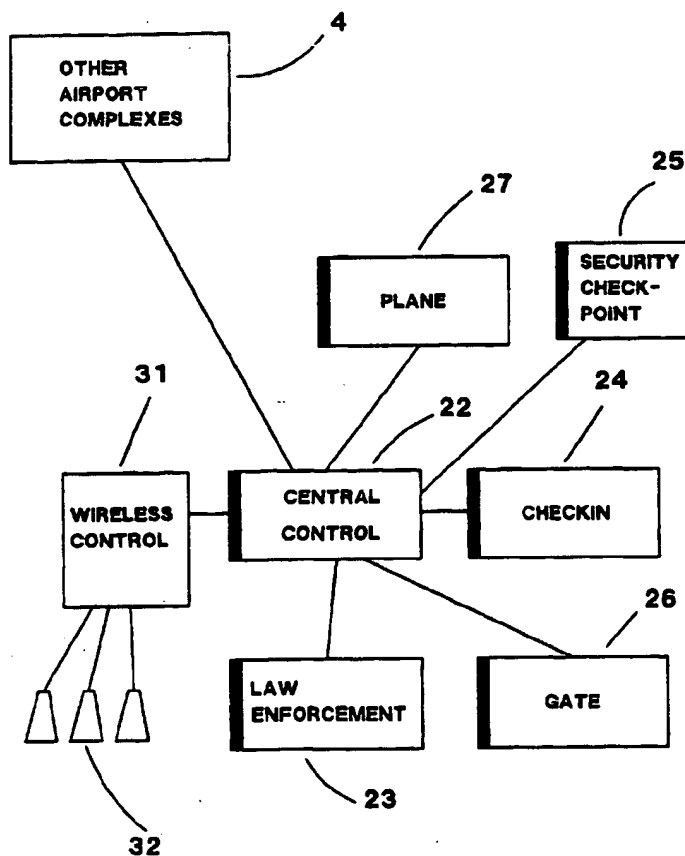 4
OTHER
AIRPORT
COMPLEXES
27
25
PLANE
SECURITY
CHECK-
POINT
31
22
24
WIRELESS
CONTROL
CENTRAL
CONTROL
CHECKIN
26
LAW
ENFORCEMENT
GATE
23
32